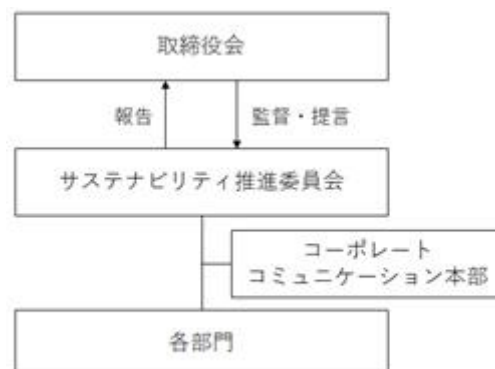 取締役会
報告
監督・提言
サステナビリティ推進委員会
コーポレート
コミュニケーション本部
各部門